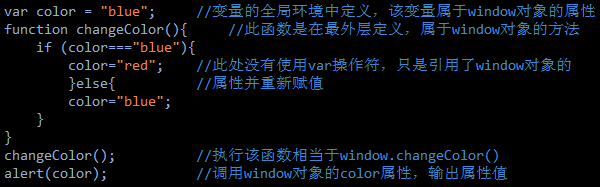 var color = "blue"; //变量的全局环境中定义，该变量属于window对象的属性
function changeColor(){ //此函数是在最外层定义，属于window对象的方法
if (color==="blue"){
color="red"; //此处没有使用var操作符，只是引用了window对象的
}else{ //属性并重新赋值
color="blue";
}
}
changeColor(); //执行该函数相当于window.changeColor()
alert(color); //调用window对象的color属性，输出属性值